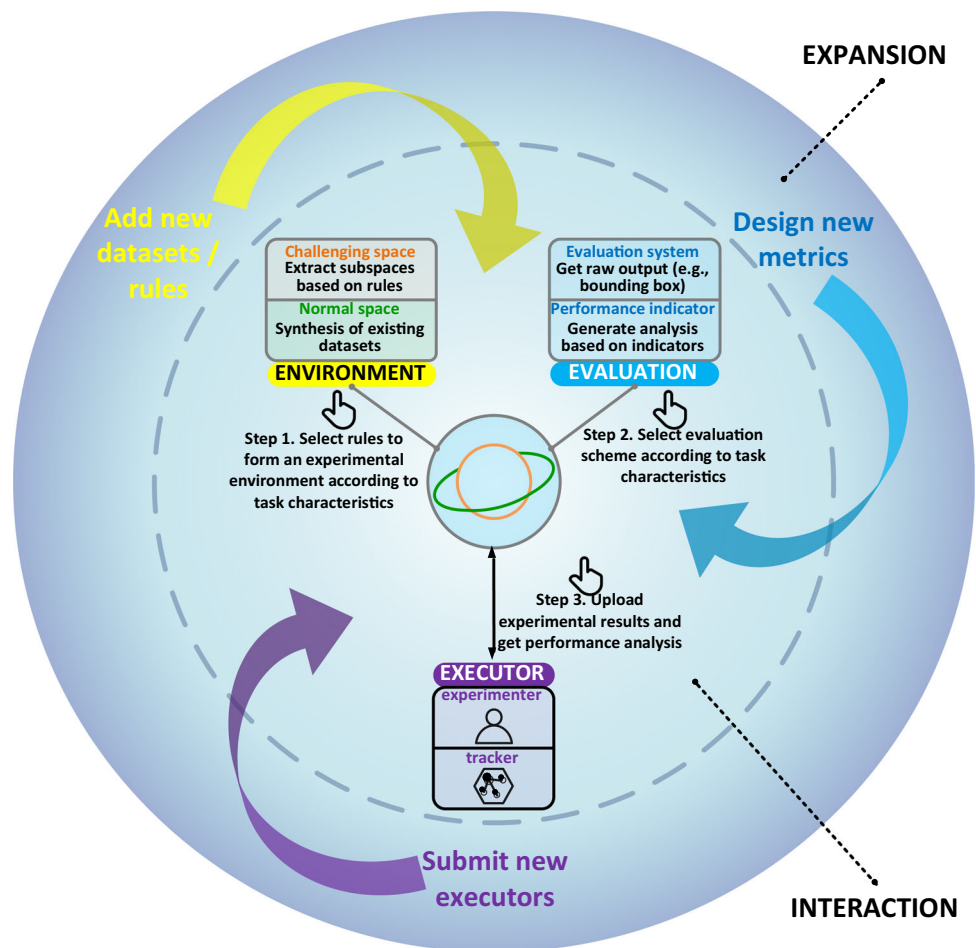 EXPANSION
Add new
datasets /
rules
Design new
metrics
Challenging space
Extract subspaces
based on rules
Normal space
Synthesis of existing
datasets
ENVIRONMENT
Evaluation system
Get raw output (e.g.,
bounding box)
Performance indicator
Generate analysis
based on indicators
EVALUATION
Step 1. Select rules to
form an experimental
environment according to
task characteristics
Step 2. Select evaluation
scheme according to task
characteristics
Step 3. Upload
experimental results and
get performance analysis
EXECUTOR
experimenter
tracker
Submit new
executors
INTERACTION